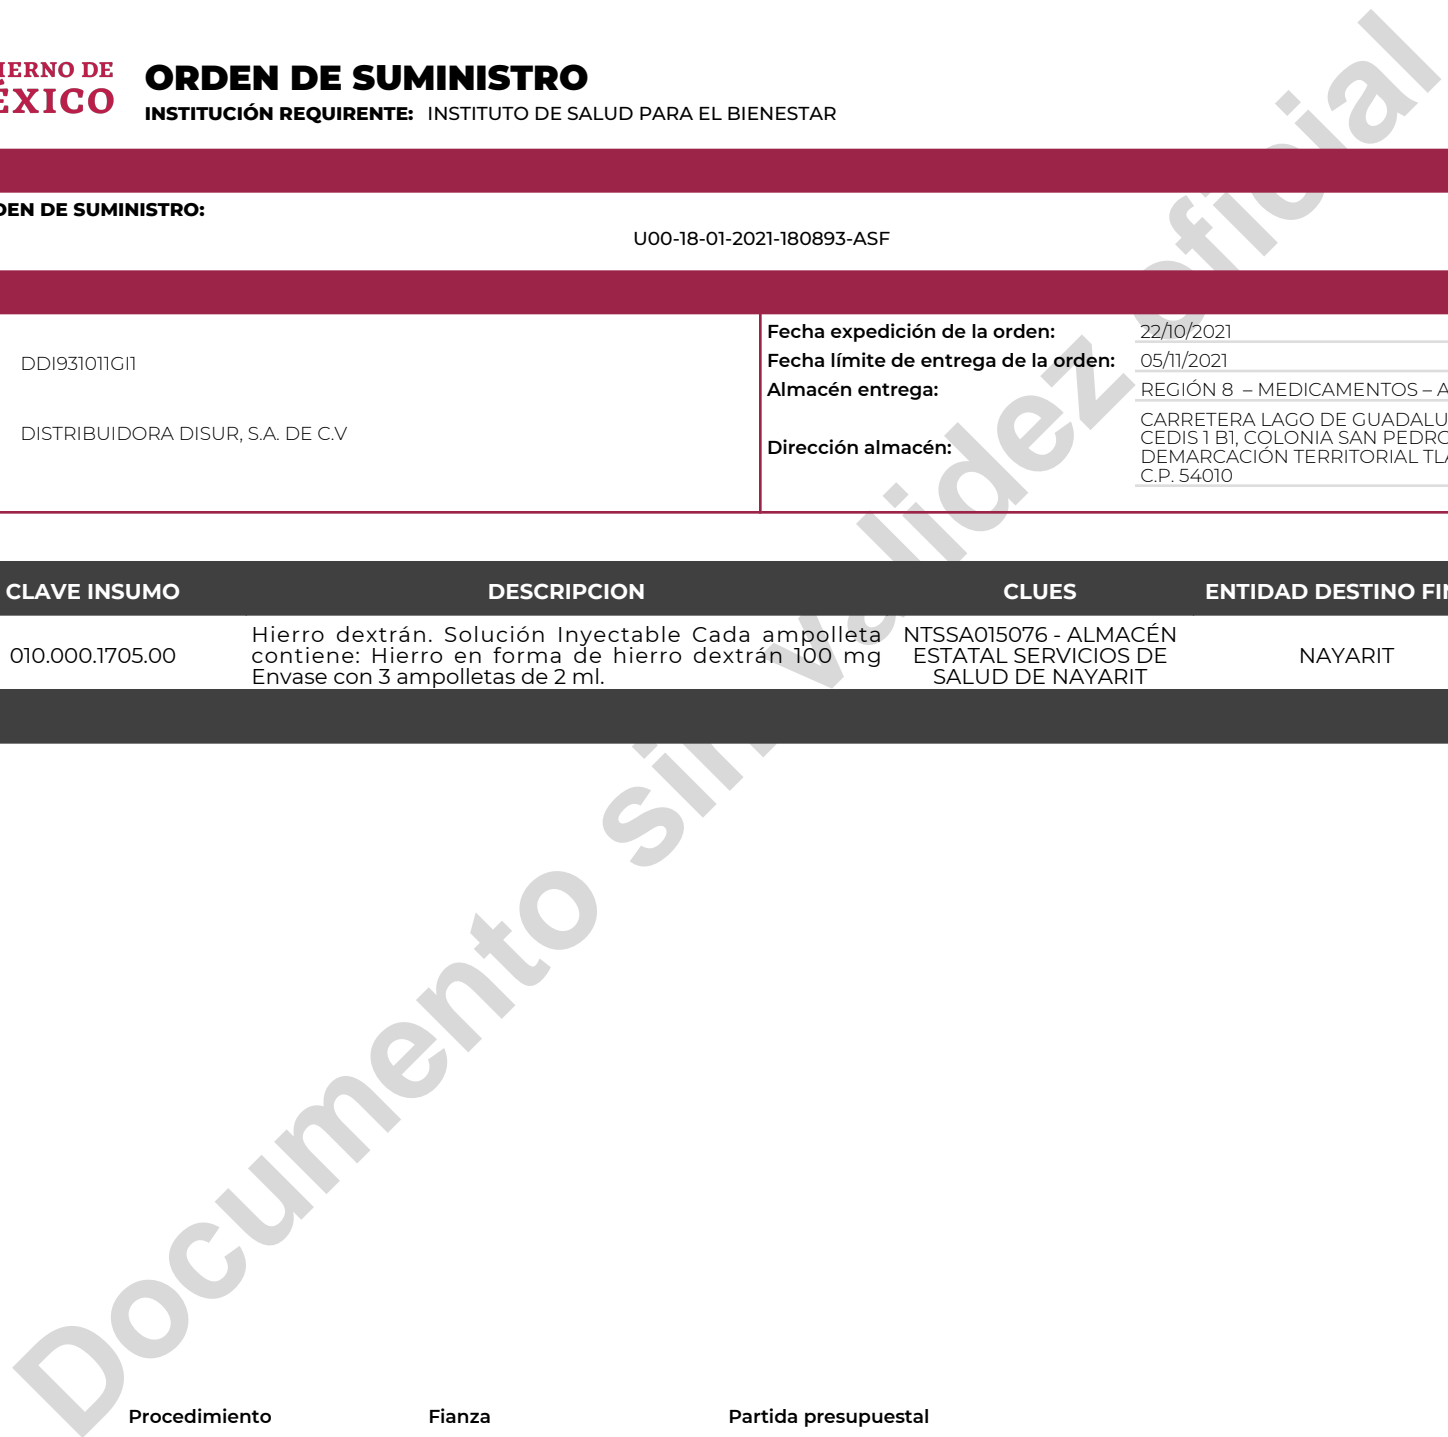 IERNO DE
ÉXICO
ORDEN DE SUMINISTRO
INSTITUCIÓN REQUIRENTE: INSTITUTO DE SALUD PARA EL BIENESTAR
DEN DE SUMINISTRO:
U00-18-01-2021-180893-ASF
DDI931011GI1
DISTRIBUIDORA DISUR, S.A. DE C.V
Fecha expedición de la orden: 22/10/2021
Fecha límite de entrega de la orden: 05/11/2021
Almacén entrega: REGIÓN 8 – MEDICAMENTOS – A
Dirección almacén:
CARRETERA LAGO DE GUADALU
CEDIS 1 B1, COLONIA SAN PEDRO
DEMARCACIÓN TERRITORIAL TLA
C.P. 54010
CLAVE INSUMO DESCRIPCION CLUES ENTIDAD DESTINO FIN
010.000.1705.00
Hierro dextrán. Solución Inyectable Cada ampolleta
contiene: Hierro en forma de hierro dextrán 100 mg
Envase con 3 ampolletas de 2 ml.
NTSSA015076 - ALMACÉN
ESTATAL SERVICIOS DE
SALUD DE NAYARIT
NAYARIT
Documento sin validez oficial
Procedimiento Fianza Partida presupuestal